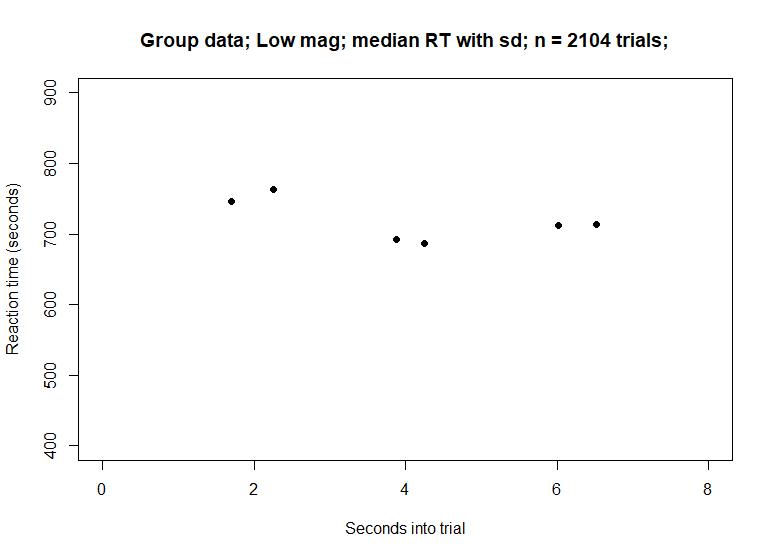 Group data; Low mag; median RT with sd; n = 2104 trials;
900
800
700
600
500
400
Reaction time (seconds)
0 2 4 6 8
Seconds into trial